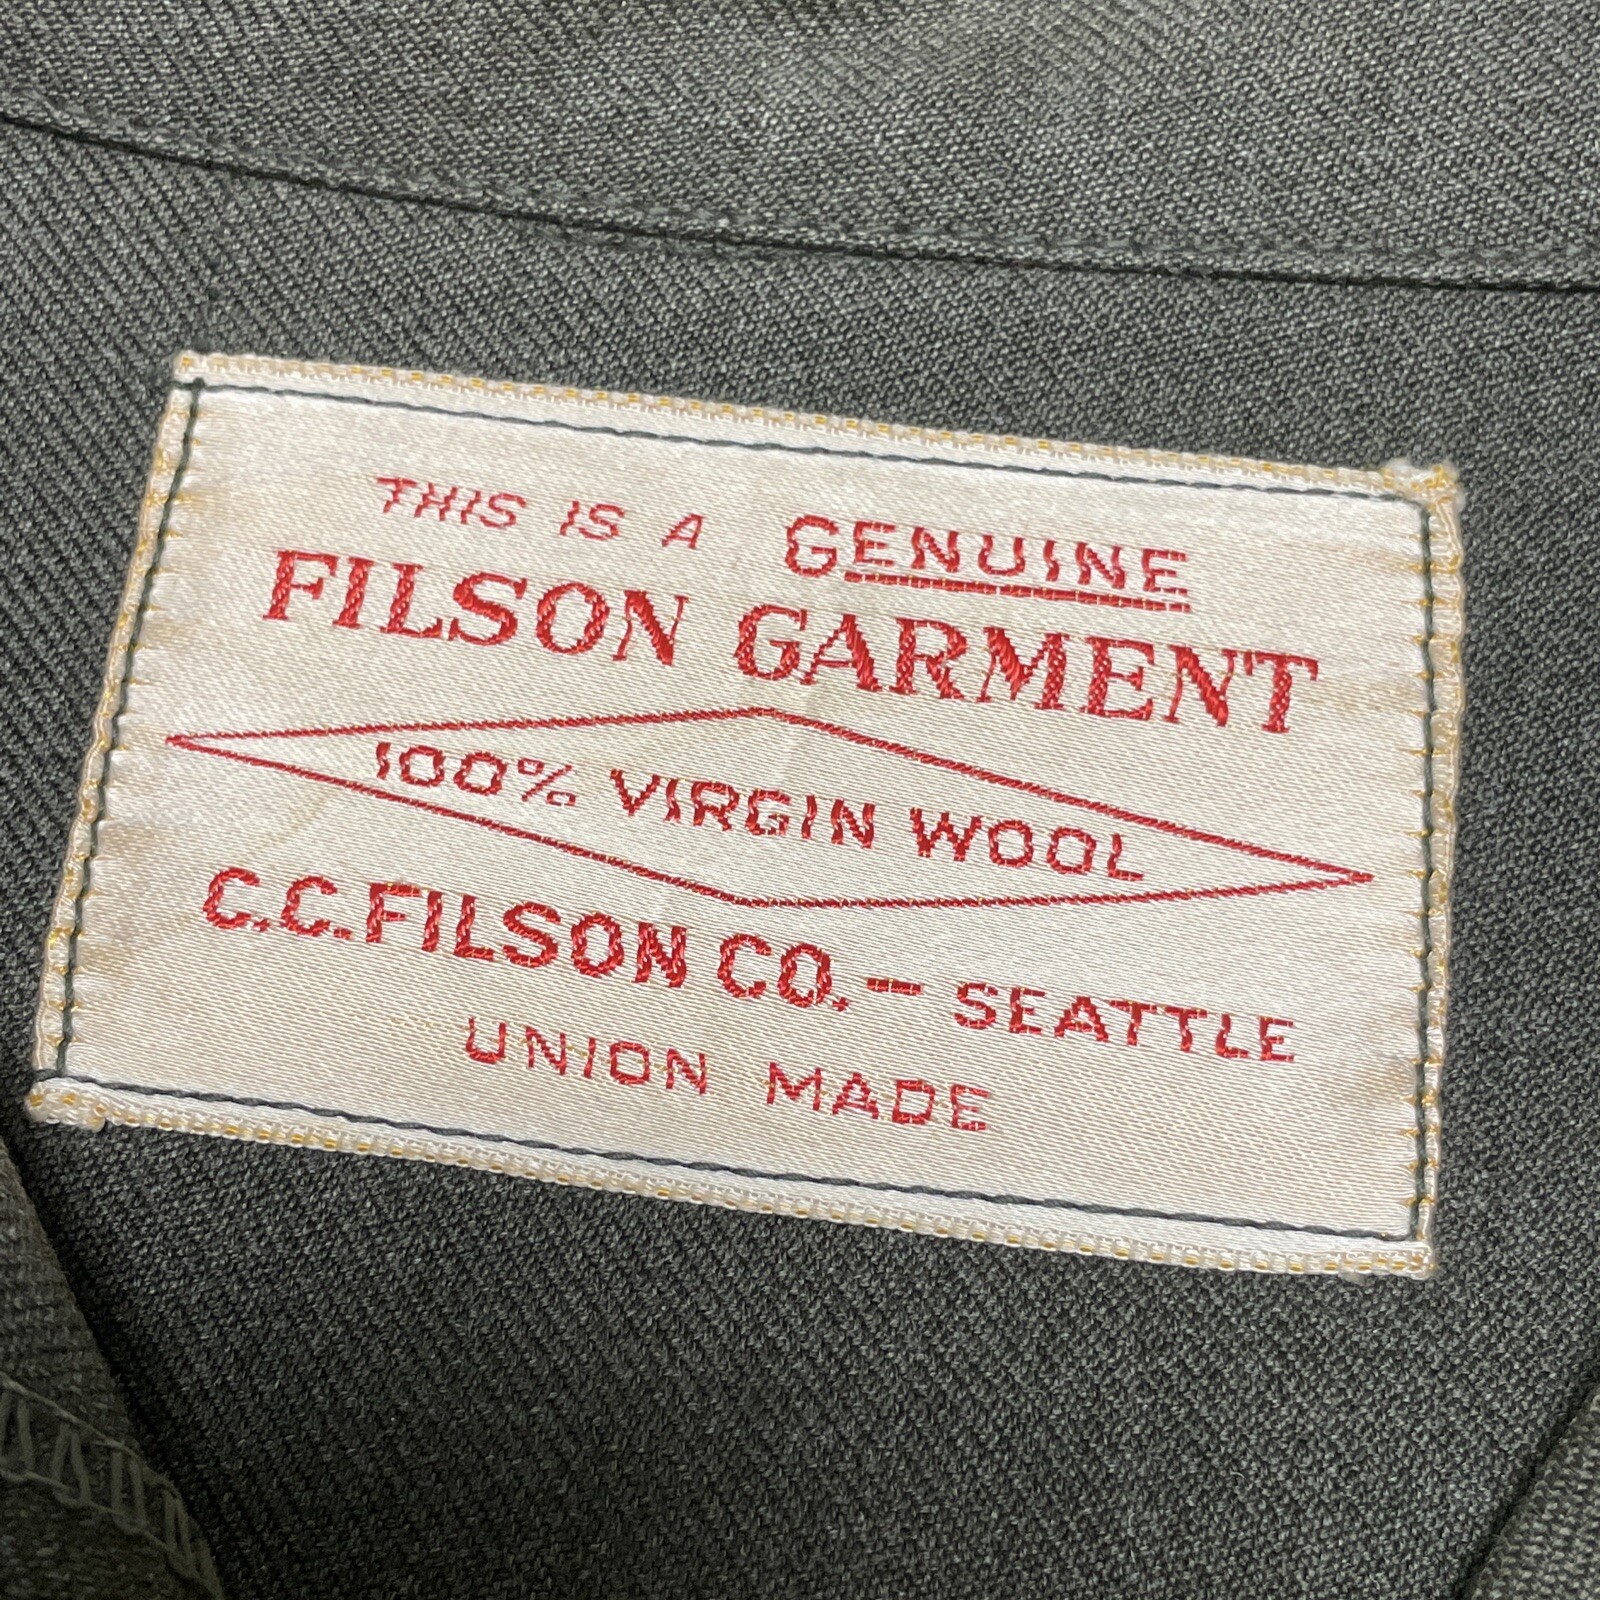 THIS IS A GENUINE
FILSON GARMENT
100% VIRGIN WOOL
C.C. FILSON CO. - SEATTLE
UNION MADE